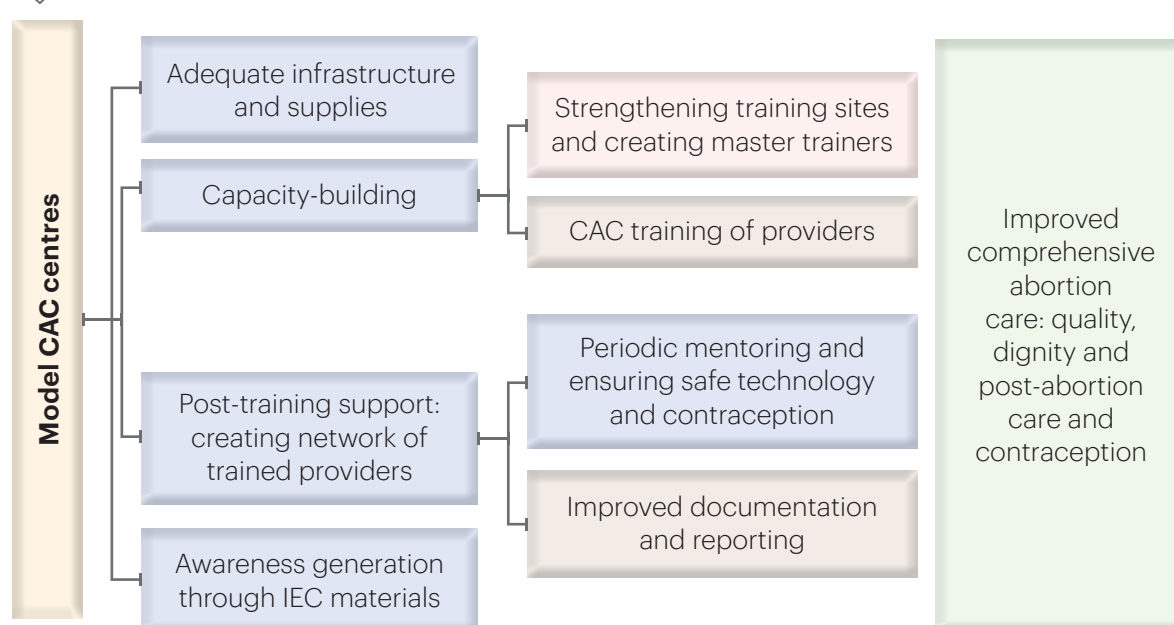 Model CAC centres
Adequate infrastructure
and supplies
Capacity-building
Post-training support:
creating network of
trained providers
Awareness generation
through IEC materials
Strengthening training sites
and creating master trainers
CAC training of providers
Periodic mentoring and
ensuring safe technology
and contraception
Improved documentation
and reporting
Improved
comprehensive
abortion
care: quality,
dignity and
post-abortion
care and
contraception